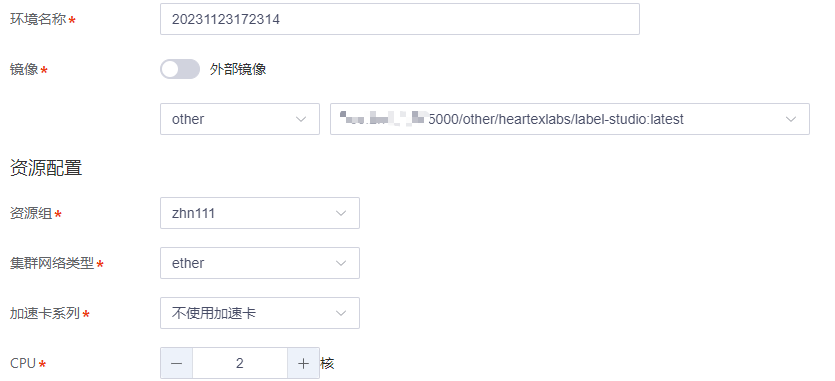 环境名称* 20231123172314
镜像* 外部镜像
other 5000/other/heartexlabs/label-studio:latest
资源配置
资源组* zhn111
集群网络类型* ether
加速卡系列* 不使用加速卡
CPU* − 2 + 核